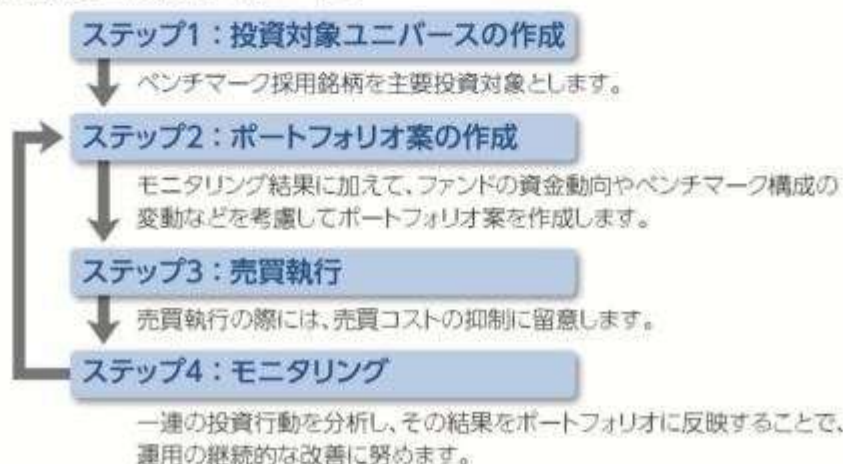 ステップ1：投資対象ユニバースの作成
ベンチマーク採用銘柄を主要投資対象とします。
ステップ2：ポートフォリオ案の作成
モニタリング結果に加えて、ファンドの資金動向やベンチマーク構成の
変動などを考慮してポートフォリオ案を作成します。
ステップ3：売買執行
売買執行の際には、売買コストの抑制に留意します。
ステップ4：モニタリング
一連の投資行動を分析し、その結果をポートフォリオに反映することで、
運用の継続的な改善に努めます。